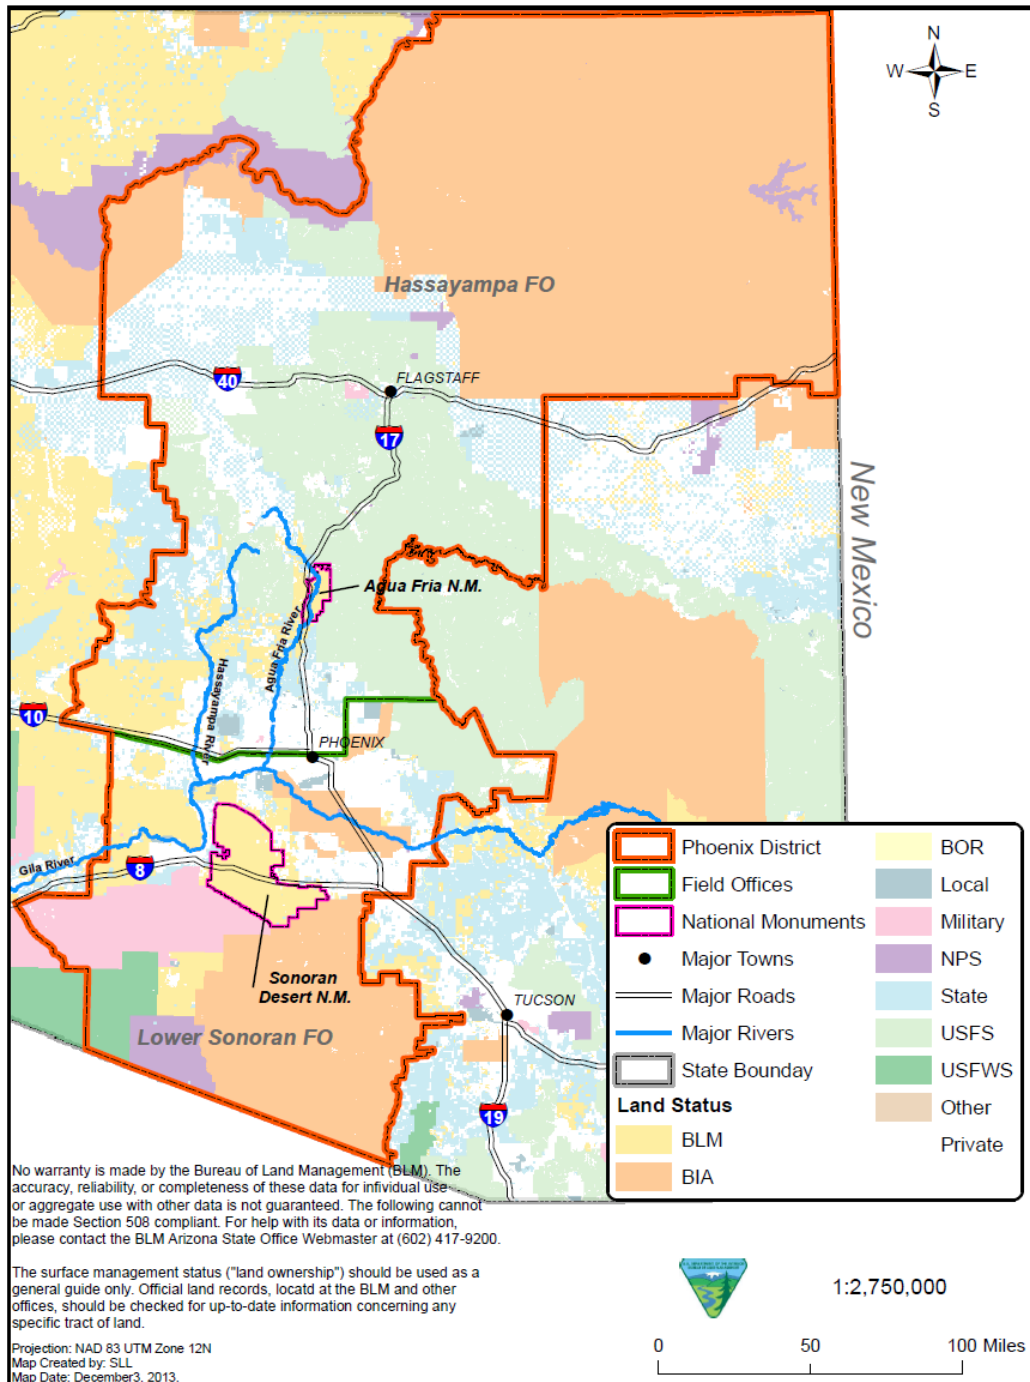 N
W E
S
Hassayampa FO
40
FLAGSTAFF
17
New Mexico
Agua Fria N.M.
Agua Fria River
Hassayampa River
10
PHOENIX
Gila River
8
Sonoran
Desert N.M.
TUCSON
Lower Sonoran FO
19
Phoenix District
Field Offices
National Monuments
Major Towns
Major Roads
Major Rivers
State Boundary
Land Status
BLM
BIA
BOR
Local
Military
NPS
State
USFS
USFWS
Other
Private
No warranty is made by the Bureau of Land Management (BLM). The
accuracy, reliability, or completeness of these data for infividual use
or aggregate use with other data is not guaranteed. The following cannot
be made Section 508 compliant. For help with its data or information,
please contact the BLM Arizona State Office Webmaster at (602) 417-9200.
The surface management status ("land ownership") should be used as a
general guide only. Official land records, locatd at the BLM and other
offices, should be checked for up-to-date information concerning any
specific tract of land.
Projection: NAD 83 UTM Zone 12N
Map Created by: SLL
Map Date: December3, 2013.
1:2,750,000
0 50 100 Miles